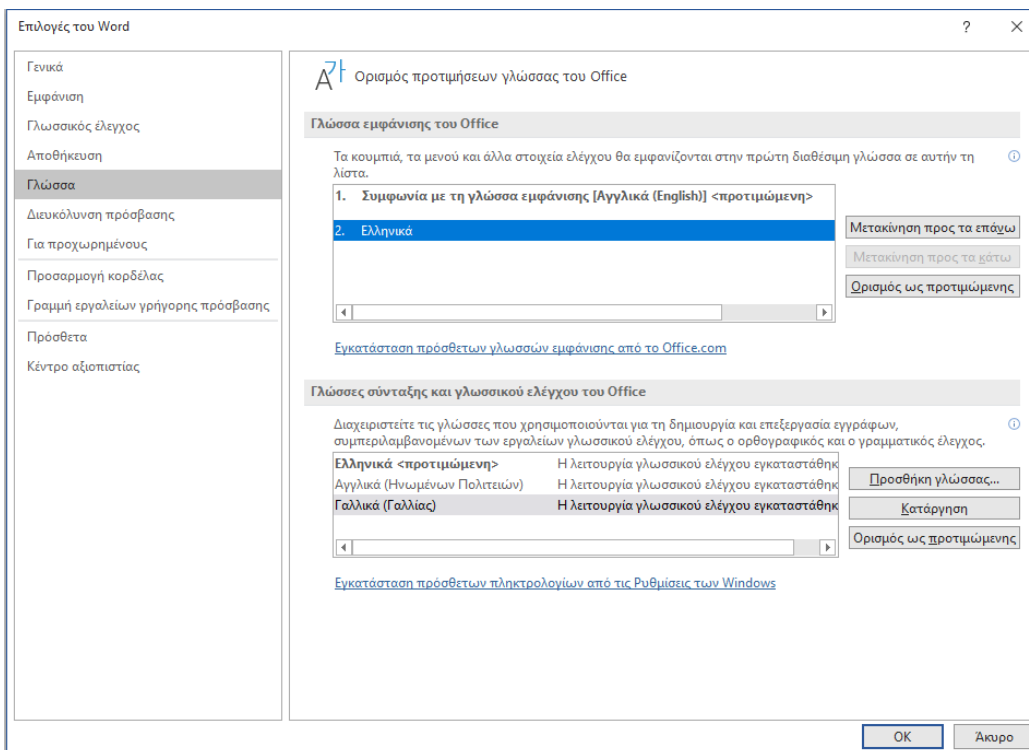 Επιλογές του Word
?
Γενικά
Εμφάνιση
Γλωσσικός έλεγχος
Αποθήκευση
Γλώσσα
Διευκόλυνση πρόσβασης
Για προχωρημένους
Προσαρμογή κορδέλας
Γραμμή εργαλείων γρήγορης πρόσβασης
Πρόσθετα
Κέντρο αξιοπιστίας
Ορισμός προτιμήσεων γλώσσας του Office
Γλώσσα εμφάνισης του Office
Τα κουμπιά, τα μενού και άλλα στοιχεία ελέγχου θα εμφανίζονται στην πρώτη διαθέσιμη γλώσσα σε αυτήν τη
λίστα.
1. Συμφωνία με τη γλώσσα εμφάνισης [Αγγλικά (English)] <προτιμώμενη>
2. Ελληνικά
Μετακίνηση προς τα επάνω
Μετακίνηση προς τα κάτω
Ορισμός ως προτιμώμενης
Εγκατάσταση πρόσθετων γλωσσών εμφάνισης από το Office.com
Γλώσσες σύνταξης και γλωσσικού ελέγχου του Office
Διαχειριστείτε τις γλώσσες που χρησιμοποιούνται για τη δημιουργία και επεξεργασία εγγράφων,
συμπεριλαμβανομένων των εργαλείων γλωσσικού ελέγχου, όπως ο ορθογραφικός και ο γραμματικός έλεγχος.
Ελληνικά <προτιμώμενη> Η λειτουργία γλωσσικού ελέγχου εγκαταστάθηκ
Αγγλικά (Ηνωμένων Πολιτειών) Η λειτουργία γλωσσικού ελέγχου εγκαταστάθηκ
Γαλλικά (Γαλλίας) Η λειτουργία γλωσσικού ελέγχου εγκαταστάθηκ
Προσθήκη γλώσσας...
Κατάργηση
Ορισμός ως προτιμώμενης
Εγκατάσταση πρόσθετων πληκτρολογίων από τις Ρυθμίσεις των Windows
OK
Άκυρο